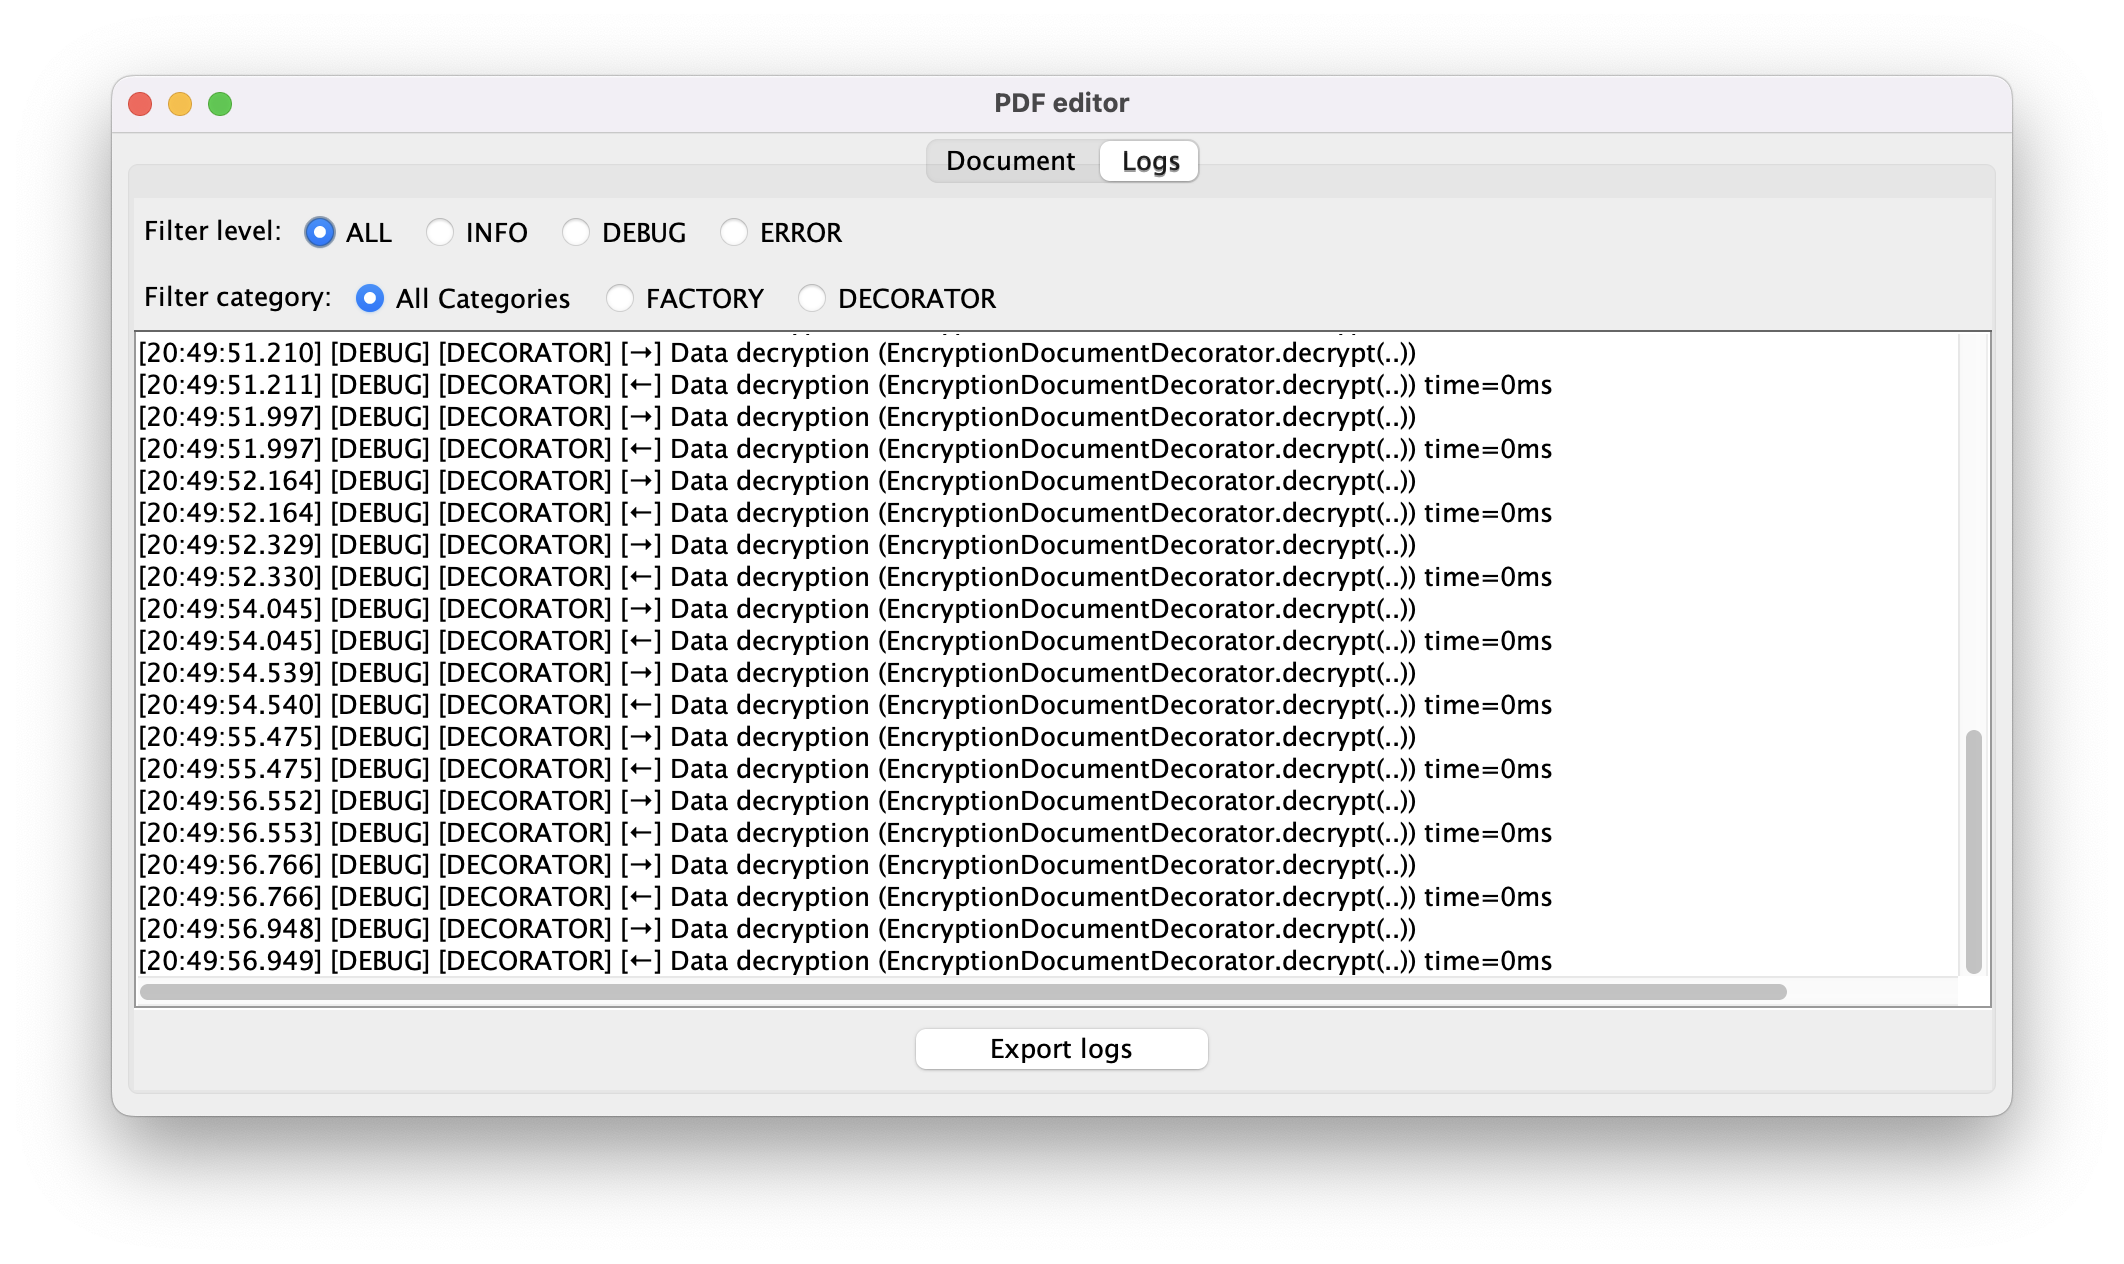 PDF editor
Document Logs
Filter level: ALL INFO DEBUG ERROR
Filter category: All Categories FACTORY DECORATOR
[20:49:51.210] [DEBUG] [DECORATOR] [→] Data decryption (EncryptionDocumentDecorator.decrypt(..))
[20:49:51.211] [DEBUG] [DECORATOR] [←] Data decryption (EncryptionDocumentDecorator.decrypt(..)) time=0ms
[20:49:51.997] [DEBUG] [DECORATOR] [→] Data decryption (EncryptionDocumentDecorator.decrypt(..))
[20:49:51.997] [DEBUG] [DECORATOR] [←] Data decryption (EncryptionDocumentDecorator.decrypt(..)) time=0ms
[20:49:52.164] [DEBUG] [DECORATOR] [→] Data decryption (EncryptionDocumentDecorator.decrypt(..))
[20:49:52.164] [DEBUG] [DECORATOR] [←] Data decryption (EncryptionDocumentDecorator.decrypt(..)) time=0ms
[20:49:52.329] [DEBUG] [DECORATOR] [→] Data decryption (EncryptionDocumentDecorator.decrypt(..))
[20:49:52.330] [DEBUG] [DECORATOR] [←] Data decryption (EncryptionDocumentDecorator.decrypt(..)) time=0ms
[20:49:54.045] [DEBUG] [DECORATOR] [→] Data decryption (EncryptionDocumentDecorator.decrypt(..))
[20:49:54.045] [DEBUG] [DECORATOR] [←] Data decryption (EncryptionDocumentDecorator.decrypt(..)) time=0ms
[20:49:54.539] [DEBUG] [DECORATOR] [→] Data decryption (EncryptionDocumentDecorator.decrypt(..))
[20:49:54.540] [DEBUG] [DECORATOR] [←] Data decryption (EncryptionDocumentDecorator.decrypt(..)) time=0ms
[20:49:55.475] [DEBUG] [DECORATOR] [→] Data decryption (EncryptionDocumentDecorator.decrypt(..))
[20:49:55.475] [DEBUG] [DECORATOR] [←] Data decryption (EncryptionDocumentDecorator.decrypt(..)) time=0ms
[20:49:56.552] [DEBUG] [DECORATOR] [→] Data decryption (EncryptionDocumentDecorator.decrypt(..))
[20:49:56.553] [DEBUG] [DECORATOR] [←] Data decryption (EncryptionDocumentDecorator.decrypt(..)) time=0ms
[20:49:56.766] [DEBUG] [DECORATOR] [→] Data decryption (EncryptionDocumentDecorator.decrypt(..))
[20:49:56.766] [DEBUG] [DECORATOR] [←] Data decryption (EncryptionDocumentDecorator.decrypt(..)) time=0ms
[20:49:56.948] [DEBUG] [DECORATOR] [→] Data decryption (EncryptionDocumentDecorator.decrypt(..))
[20:49:56.949] [DEBUG] [DECORATOR] [←] Data decryption (EncryptionDocumentDecorator.decrypt(..)) time=0ms
Export logs